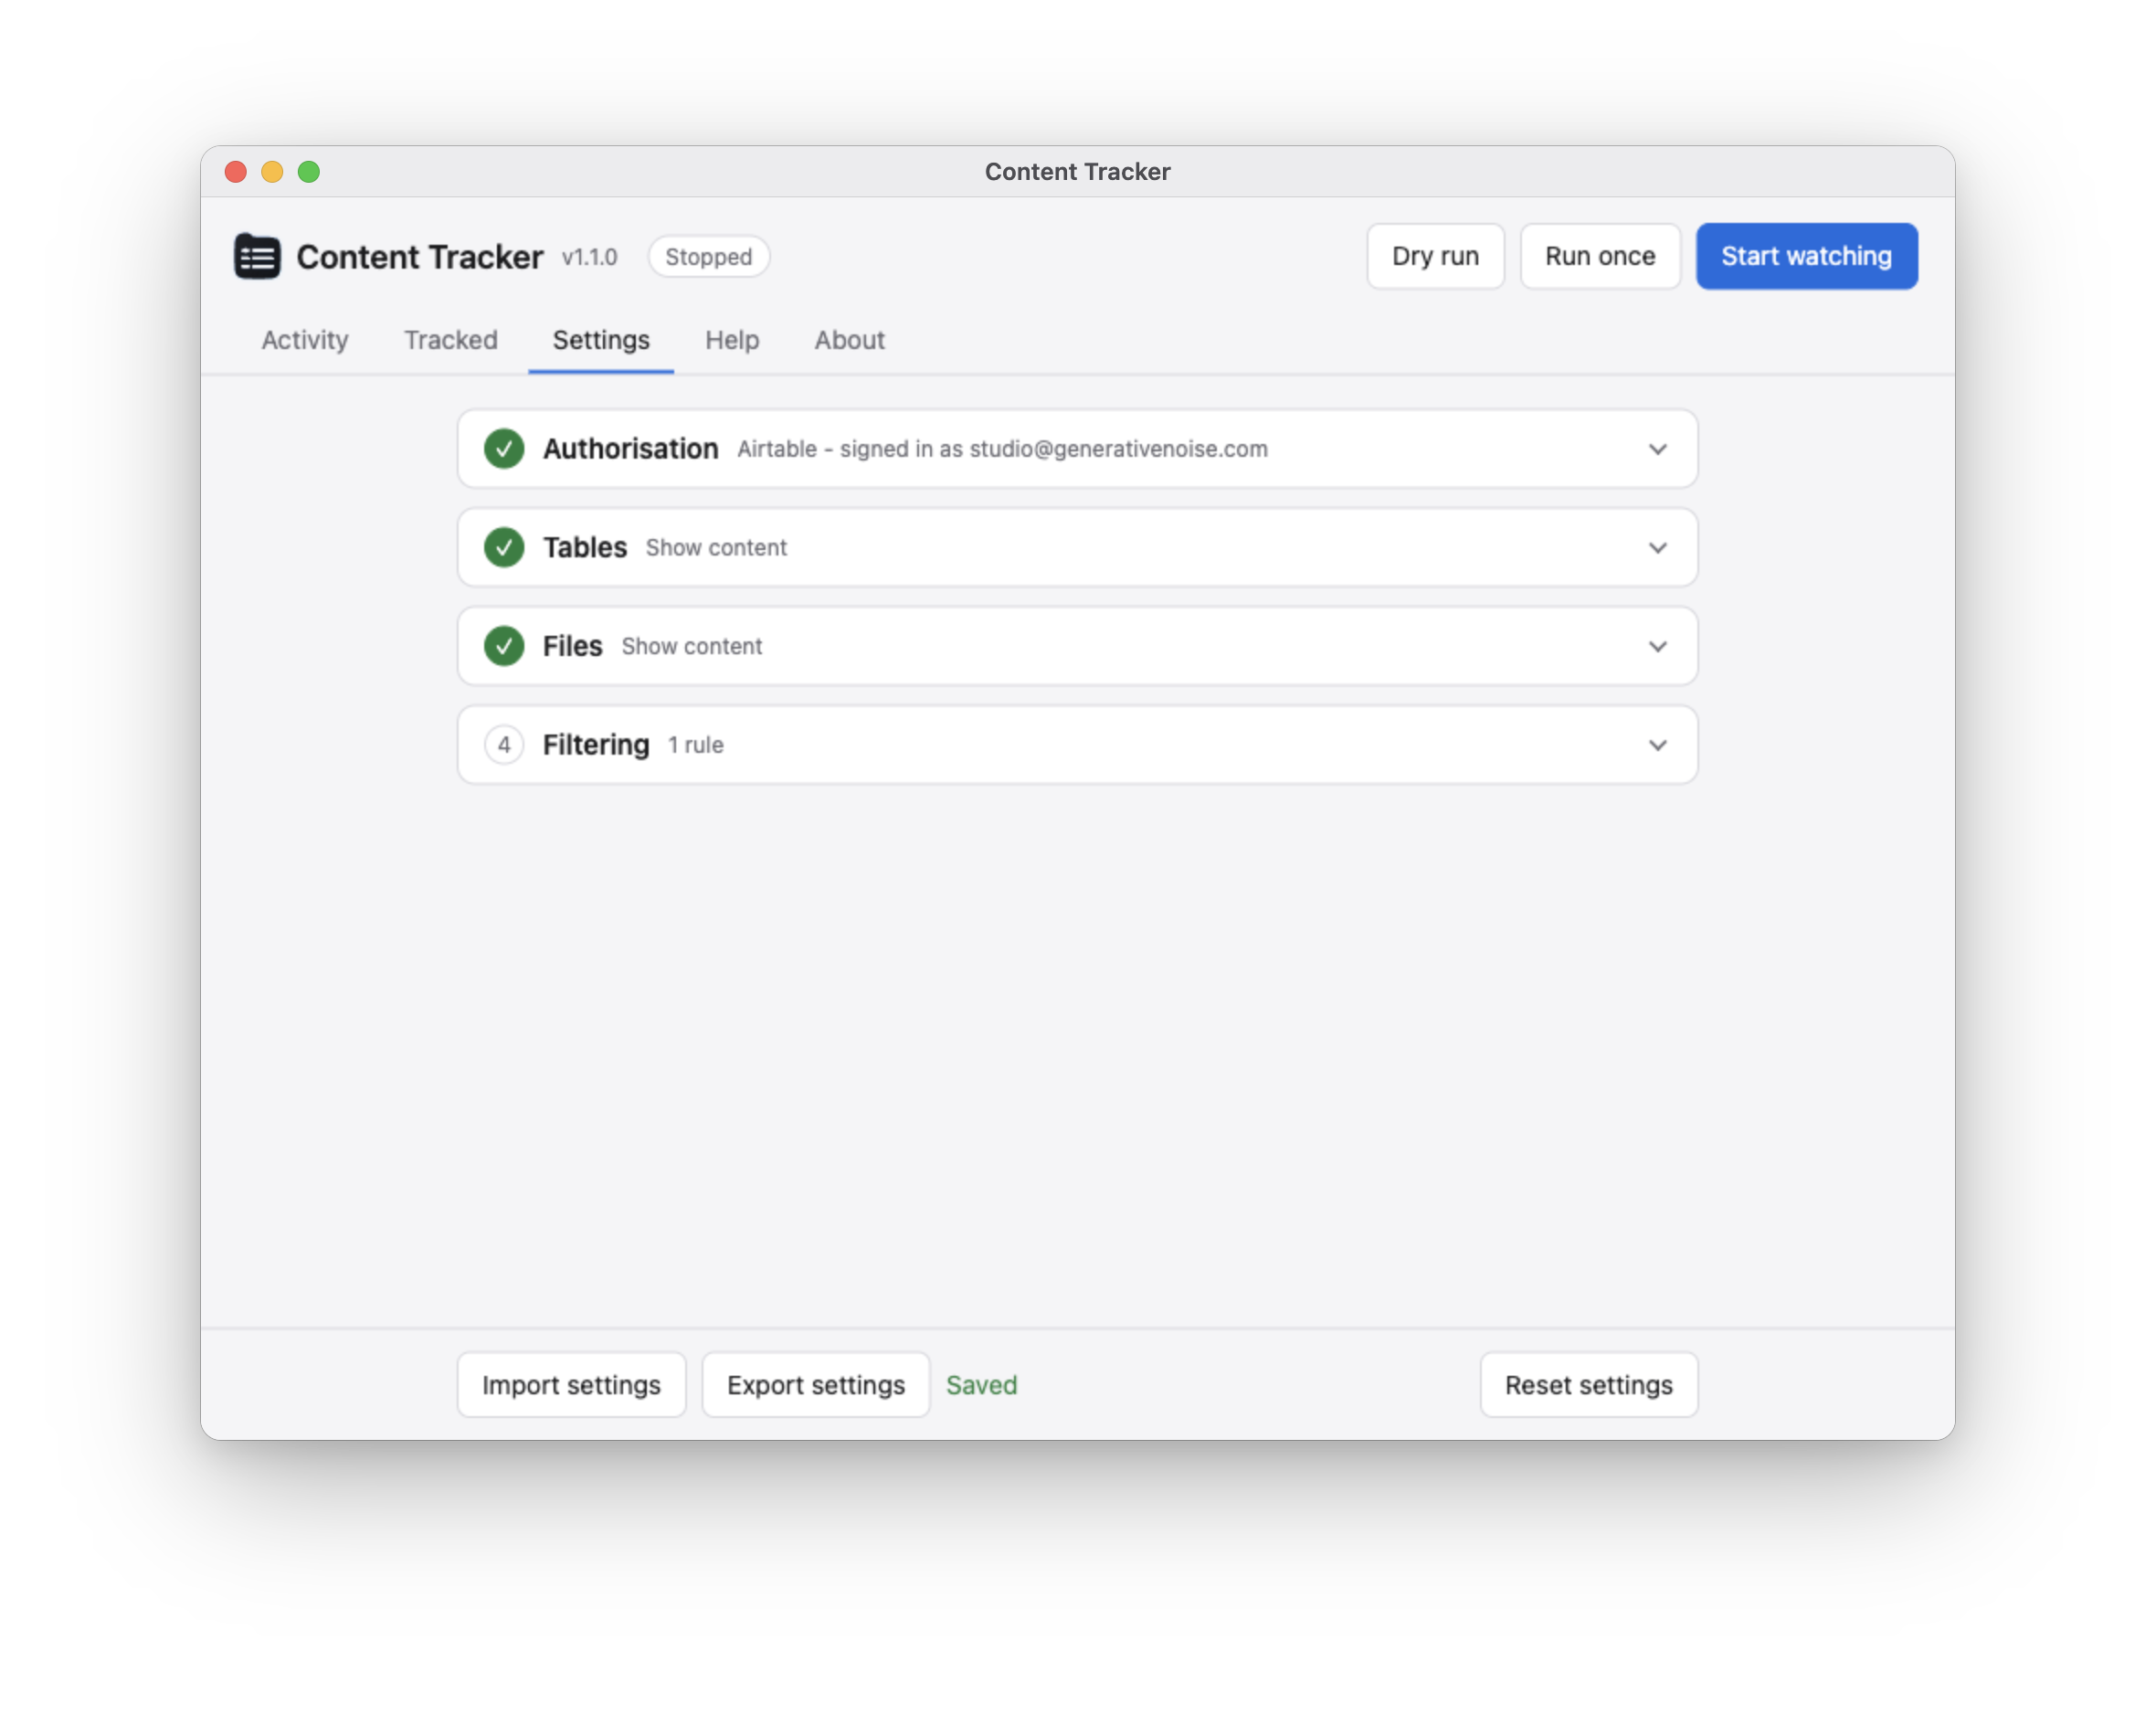 Content Tracker
Content Tracker v1.1.0 Stopped Dry run Run once Start watching
Activity Tracked Settings Help About
Authorisation Airtable - signed in as studio@generativenoise.com
Tables Show content
Files Show content
4 Filtering 1 rule
Import settings Export settings Saved Reset settings